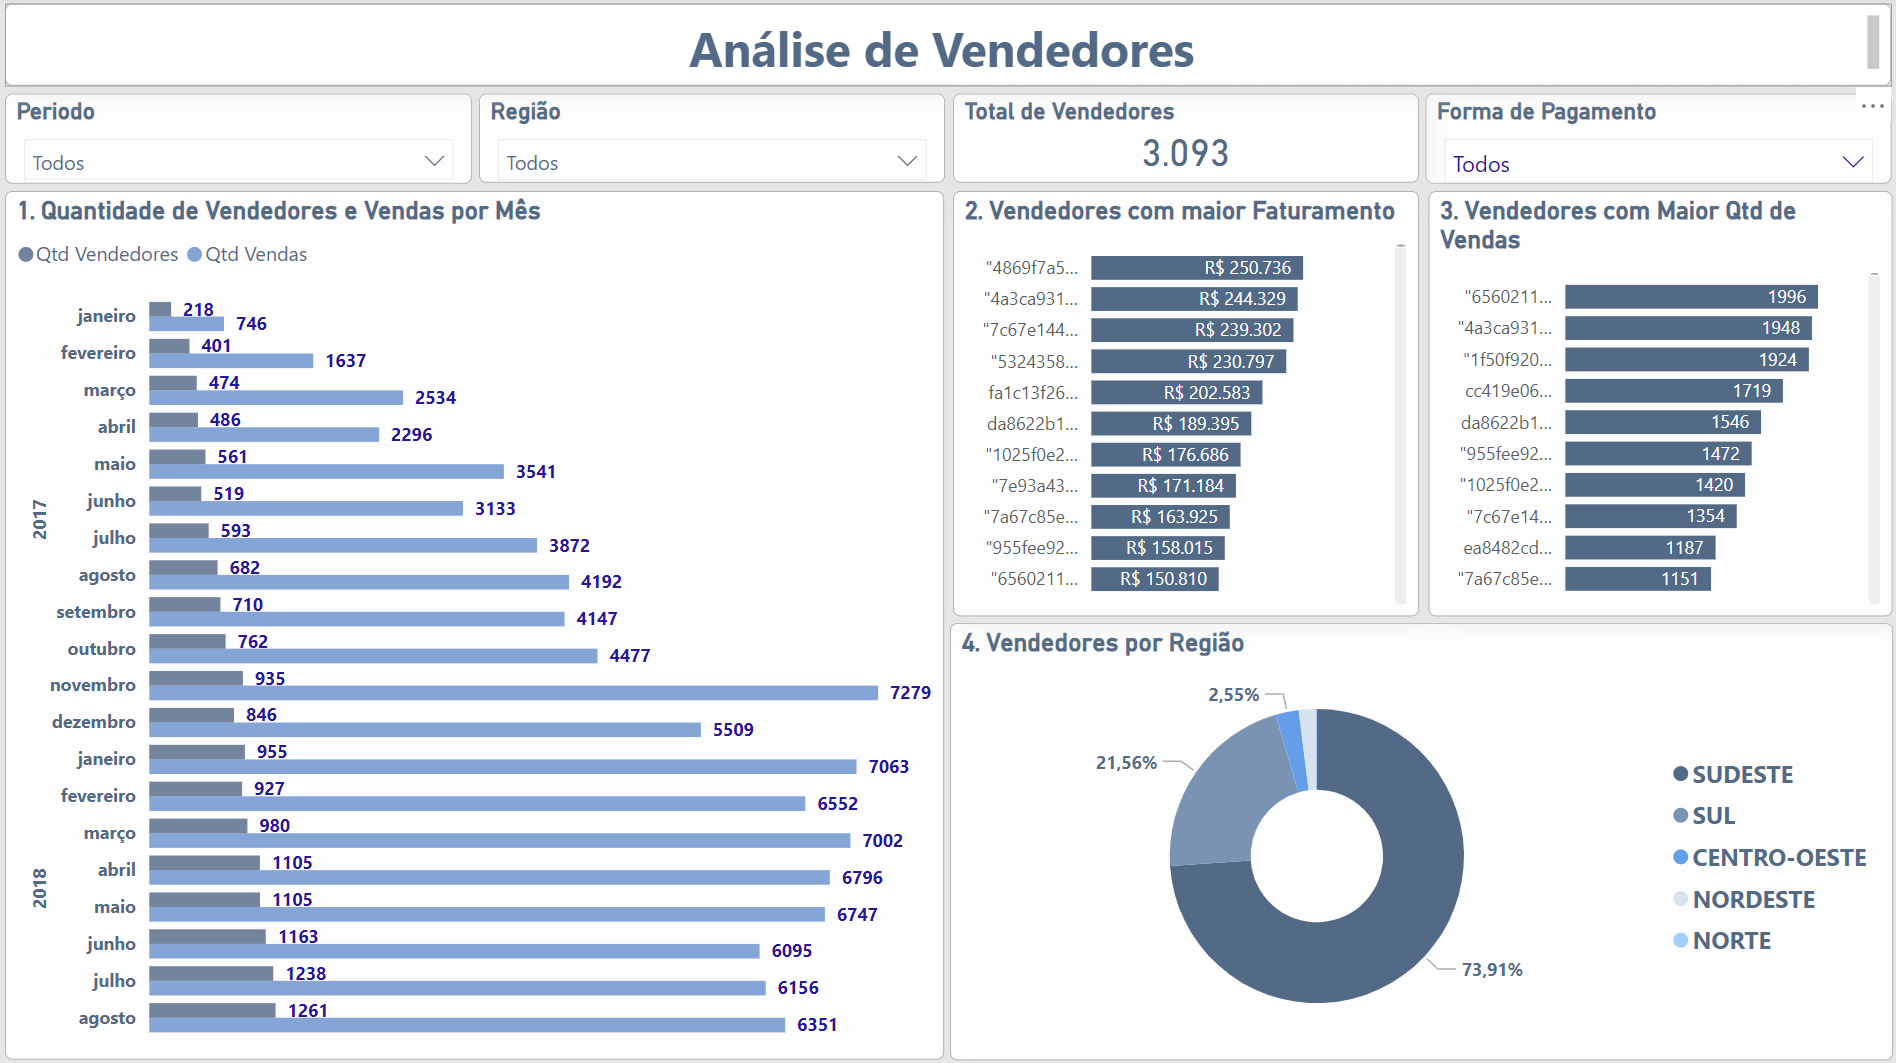 Análise de Vendedores
Periodo
Todos
Região
Todos
Total de Vendedores
3.093
Forma de Pagamento
Todos
1. Quantidade de Vendedores e Vendas por Mês
Qtd Vendedores Qtd Vendas
2017
janeiro 218 746
fevereiro 401 1637
março 474 2534
abril 486 2296
maio 561 3541
junho 519 3133
julho 593 3872
agosto 682 4192
setembro 710 4147
outubro 762 4477
novembro 935 7279
dezembro 846 5509
2018
janeiro 955 7063
fevereiro 927 6552
março 980 7002
abril 1105 6796
maio 1105 6747
junho 1163 6095
julho 1238 6156
agosto 1261 6351
2. Vendedores com maior Faturamento
"4869f7a5... R$ 250.736
"4a3ca931... R$ 244.329
"7c67e144... R$ 239.302
"5324358... R$ 230.797
fa1c13f26... R$ 202.583
da8622b1... R$ 189.395
"1025f0e2... R$ 176.686
"7e93a43... R$ 171.184
"7a67c85e... R$ 163.925
"955fee92... R$ 158.015
"6560211... R$ 150.810
3. Vendedores com Maior Qtd de
Vendas
"6560211... 1996
"4a3ca931... 1948
"1f50f920... 1924
cc419e06... 1719
da8622b1... 1546
"955fee92... 1472
"1025f0e2... 1420
"7c67e14... 1354
ea8482cd... 1187
"7a67c85e... 1151
4. Vendedores por Região
2,55%
21,56%
73,91%
SUDESTE
SUL
CENTRO-OESTE
NORDESTE
NORTE